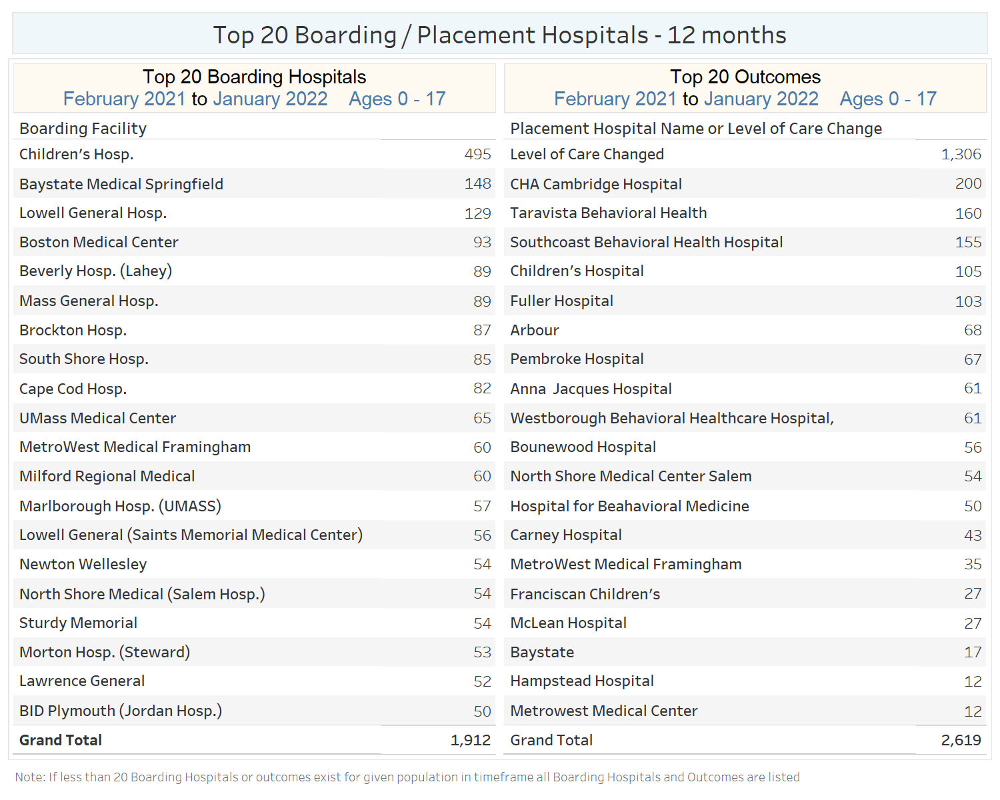 Top 20 Boarding / Placement Hospitals - 12 months
Top 20 Boarding Hospitals
February 2021 to January 2022 Ages 0 - 17
Boarding Facility
Children's Hosp. 495
Baystate Medical Springfield 148
Lowell General Hosp. 129
Boston Medical Center 93
Beverly Hosp. (Lahey) 89
Mass General Hosp. 89
Brockton Hosp. 87
South Shore Hosp. 85
Cape Cod Hosp. 82
UMass Medical Center 65
MetroWest Medical Framingham 60
Milford Regional Medical 60
Marlborough Hosp. (UMASS) 57
Lowell General (Saints Memorial Medical Center) 56
Newton Wellesley 54
North Shore Medical (Salem Hosp.) 54
Sturdy Memorial 54
Morton Hosp. (Steward) 53
Lawrence General 52
BID Plymouth (Jordan Hosp.) 50
Grand Total 1,912
Top 20 Outcomes
February 2021 to January 2022 Ages 0 - 17
Placement Hospital Name or Level of Care Change
Level of Care Changed 1,306
CHA Cambridge Hospital 200
Taravista Behavioral Health 160
Southcoast Behavioral Health Hospital 155
Children's Hospital 105
Fuller Hospital 103
Arbour 68
Pembroke Hospital 67
Anna  Jacques Hospital 61
Westborough Behavioral Healthcare Hospital, 61
Bounewood Hospital 56
North Shore Medical Center Salem 54
Hospital for Beahavioral Medicine 50
Carney Hospital 43
MetroWest Medical Framingham 35
Franciscan Children's 27
McLean Hospital 27
Baystate 17
Hampstead Hospital 12
Metrowest Medical Center 12
Grand Total 2,619
Note: If less than 20 Boarding Hospitals or outcomes exist for given population in timeframe all Boarding Hospitals and Outcomes are listed